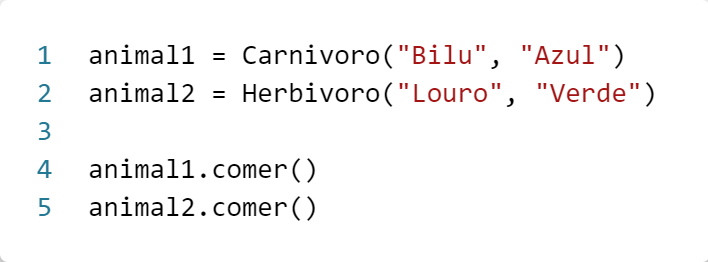 1 animal1 = Carnivoro("Bilu", "Azul")
2 animal2 = Herbivoro("Louro", "Verde")
3
4 animal1.comer()
5 animal2.comer()